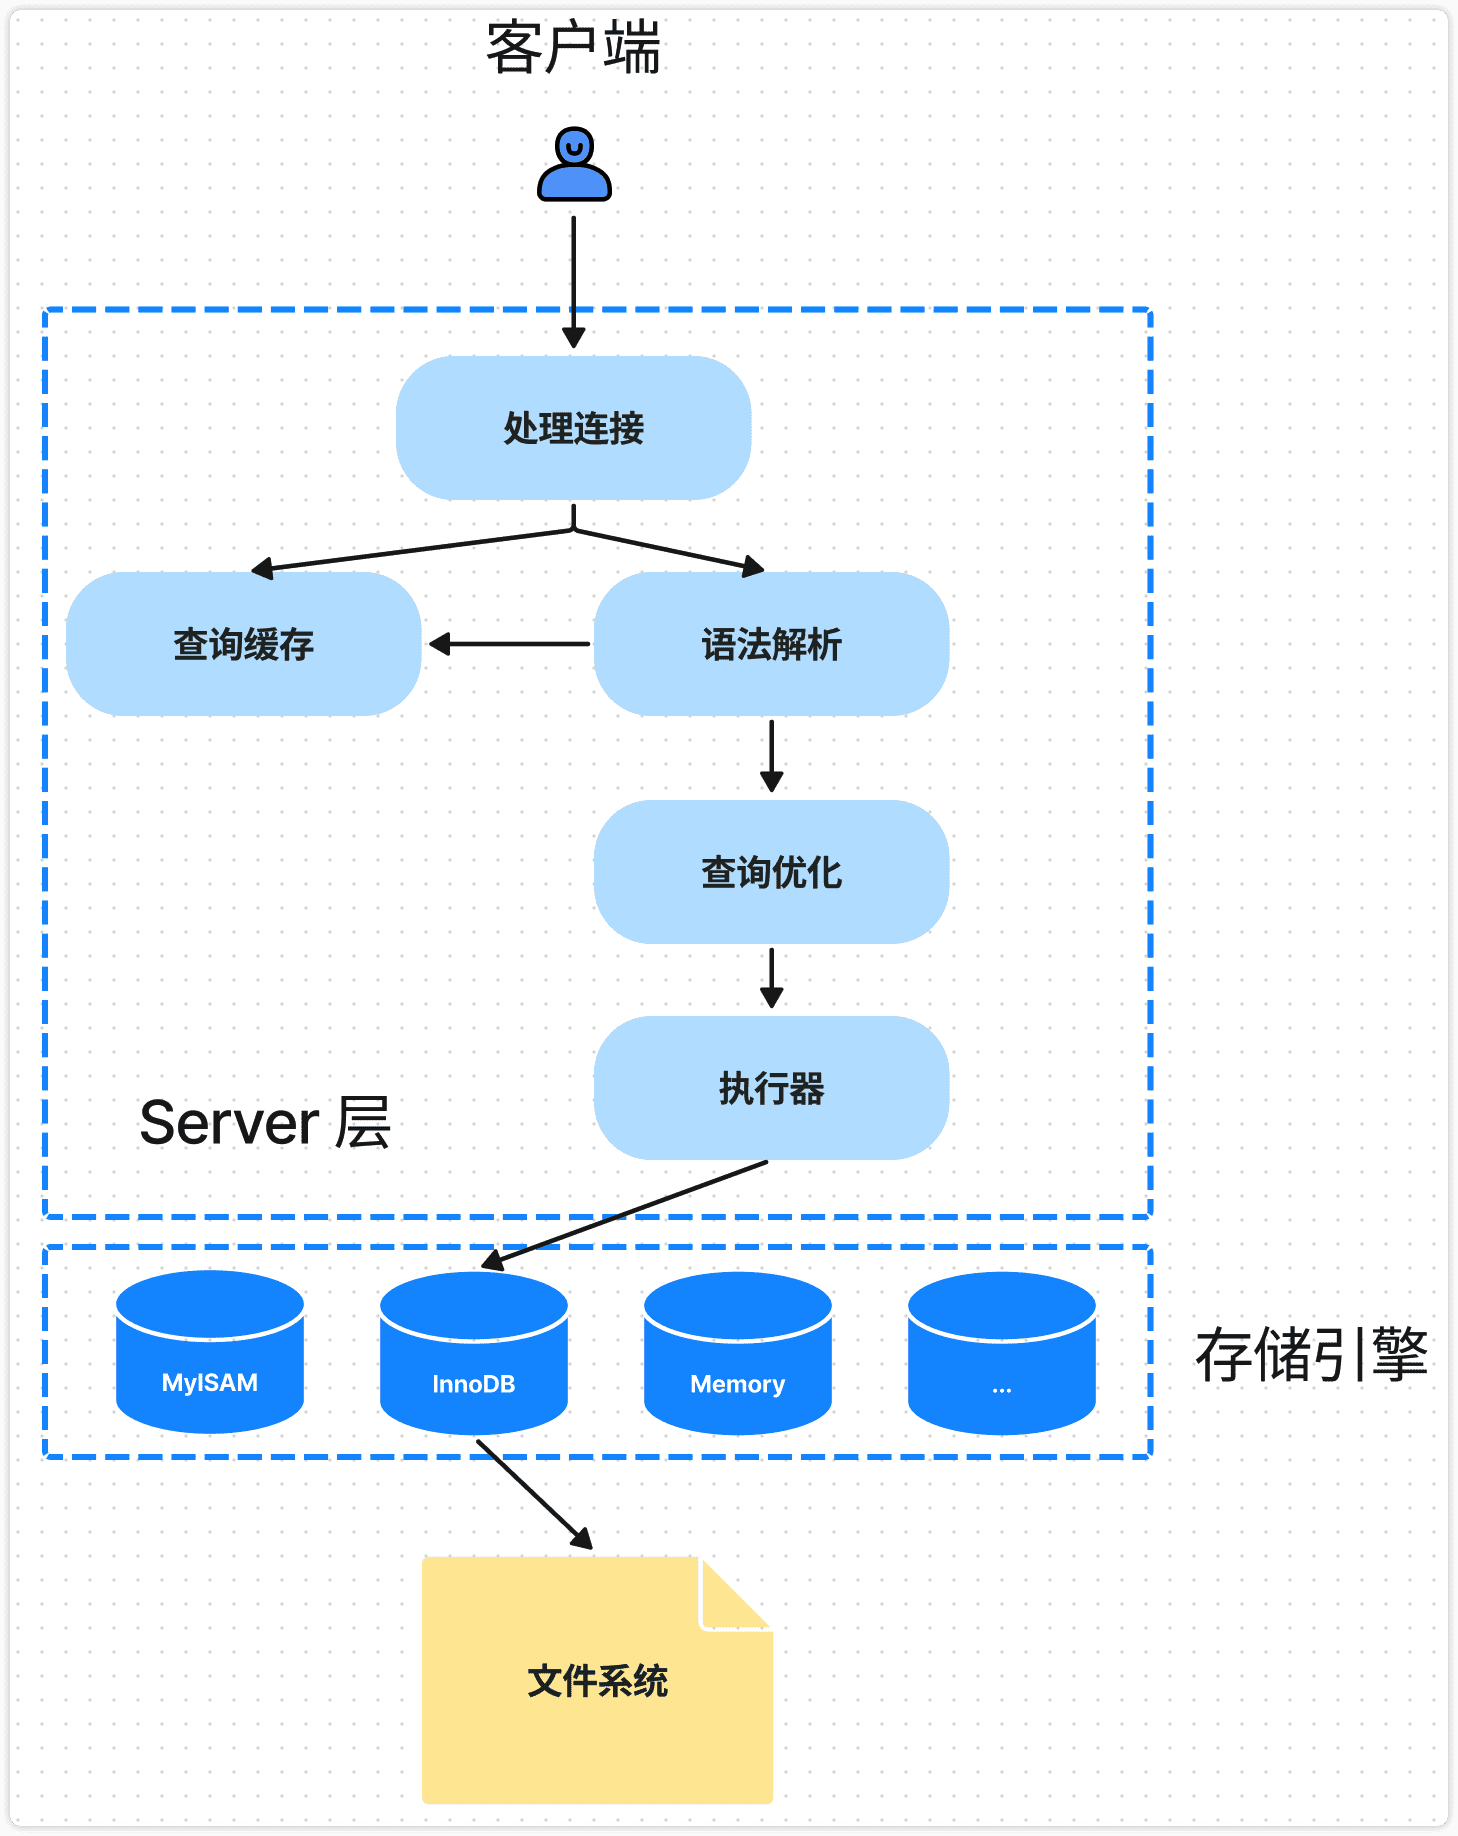 客户端
处理连接
查询缓存
语法解析
查询优化
执行器
Server 层
MyISAM
InnoDB
Memory
...
存储引擎
文件系统